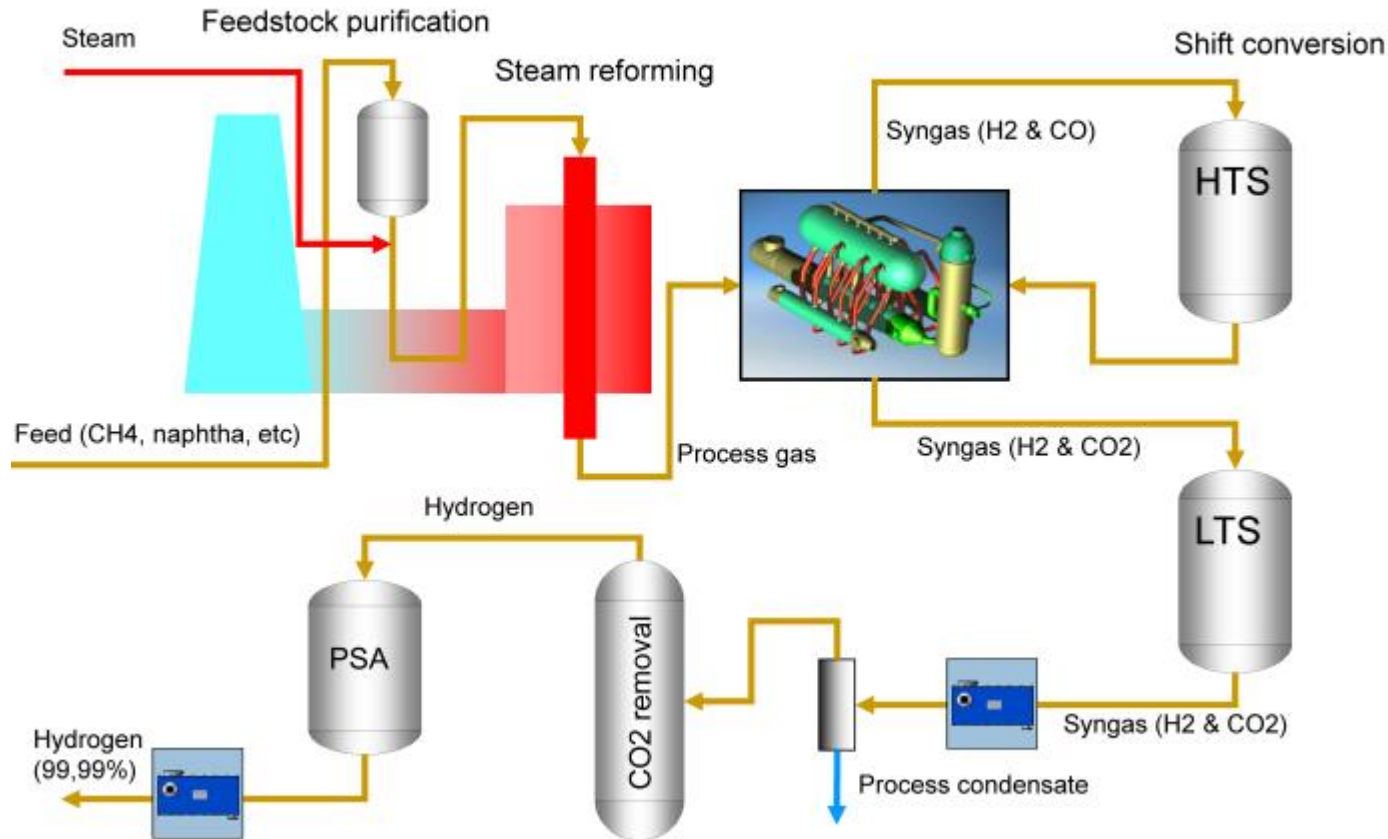 Feedstock purification
Steam
Steam reforming
Shift conversion
Syngas (H2 & CO)
HTS
Feed (CH4, naphtha, etc)
Process gas
Syngas (H2 & CO2)
LTS
Hydrogen
PSA
CO2 removal
Syngas (H2 & CO2)
Process condensate
Hydrogen
(99,99%)